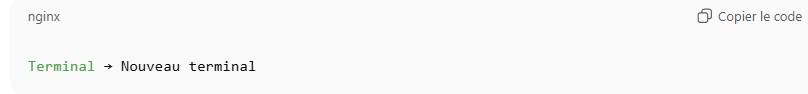 nginx
Copier le code
Terminal → Nouveau terminal